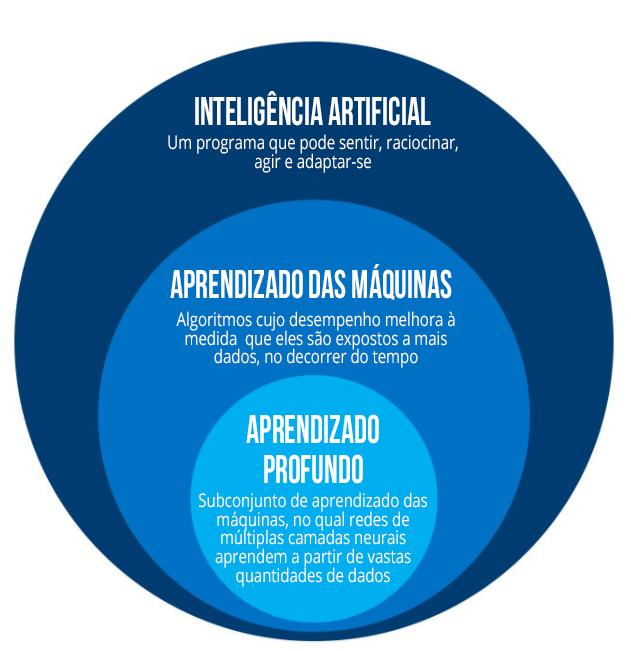 INTELIGÊNCIA ARTIFICIAL
Um programa que pode sentir, raciocinar,
agir e adaptar-se
APRENDIZADO DAS MÁQUINAS
Algoritmos cujo desempenho melhora à
medida que eles são expostos a mais
dados, no decorrer do tempo
APRENDIZADO
PROFUNDO
Subconjunto de aprendizado das
máquinas, no qual redes de
múltiplas camadas neurais
aprendem a partir de vastas
quantidades de dados